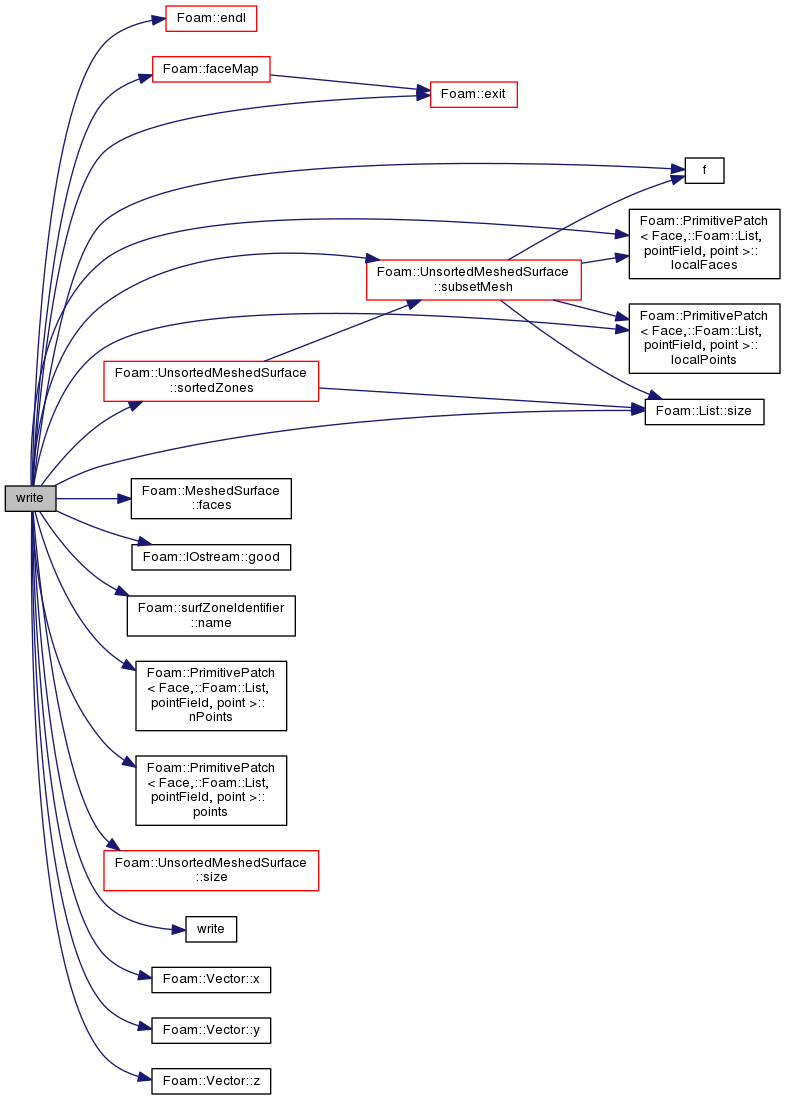 Foam::endl
Foam::faceMap
Foam::exit
f
Foam::PrimitivePatch
< Face,::Foam::List,
pointField, point >::
localFaces
Foam::UnsortedMeshedSurface
::subsetMesh
Foam::PrimitivePatch
< Face,::Foam::List,
pointField, point >::
localPoints
Foam::UnsortedMeshedSurface
::sortedZones
Foam::List::size
write
Foam::MeshedSurface
::faces
Foam::IOstream::good
Foam::surfZoneIdentifier
::name
Foam::PrimitivePatch
< Face,::Foam::List,
pointField, point >::
nPoints
Foam::PrimitivePatch
< Face,::Foam::List,
pointField, point >::
points
Foam::UnsortedMeshedSurface
::size
write
Foam::Vector::x
Foam::Vector::y
Foam::Vector::z